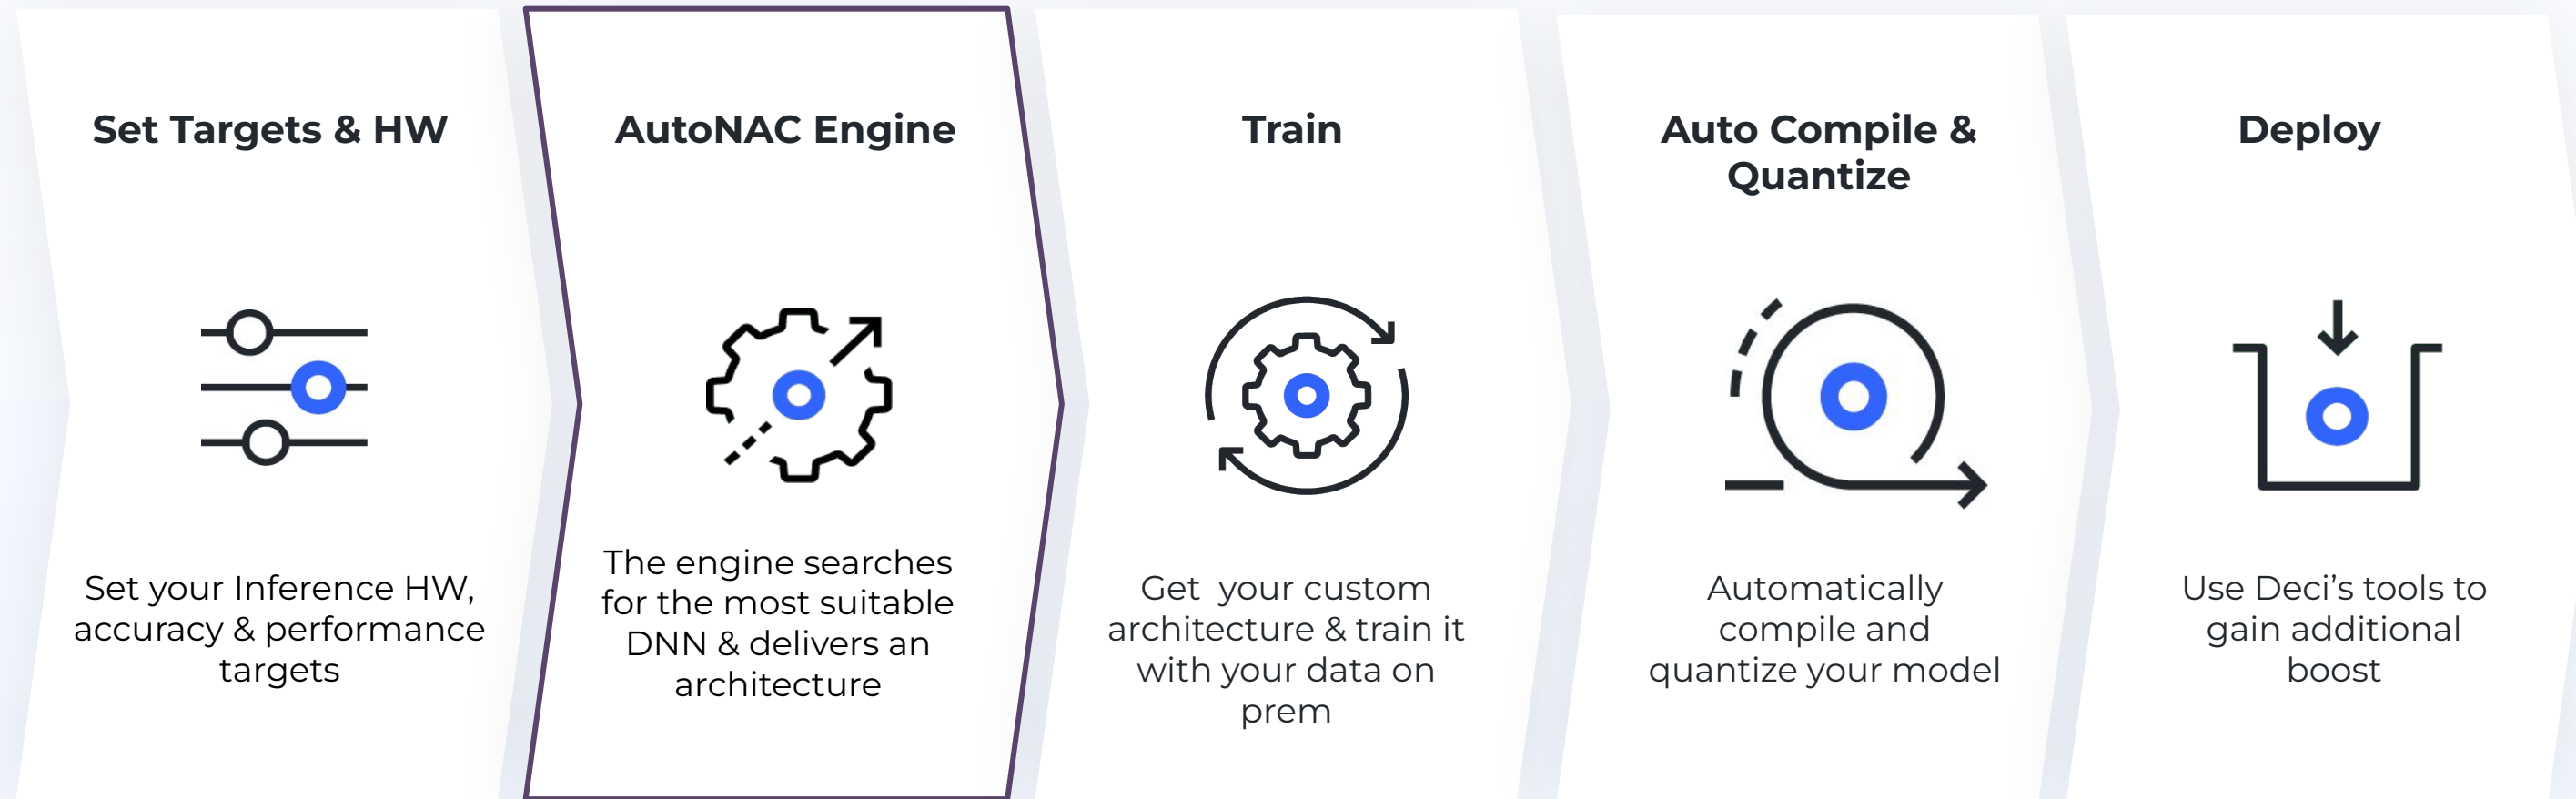 Set Targets & HW
Set your Inference HW,
accuracy & performance
targets
AutoNAC Engine
The engine searches
for the most suitable
DNN & delivers an
architecture
Train
Get  your custom
architecture & train it
with your data on
prem
Auto Compile &
Quantize
Automatically
compile and
quantize your model
Deploy
Use Deci’s tools to
gain additional
boost